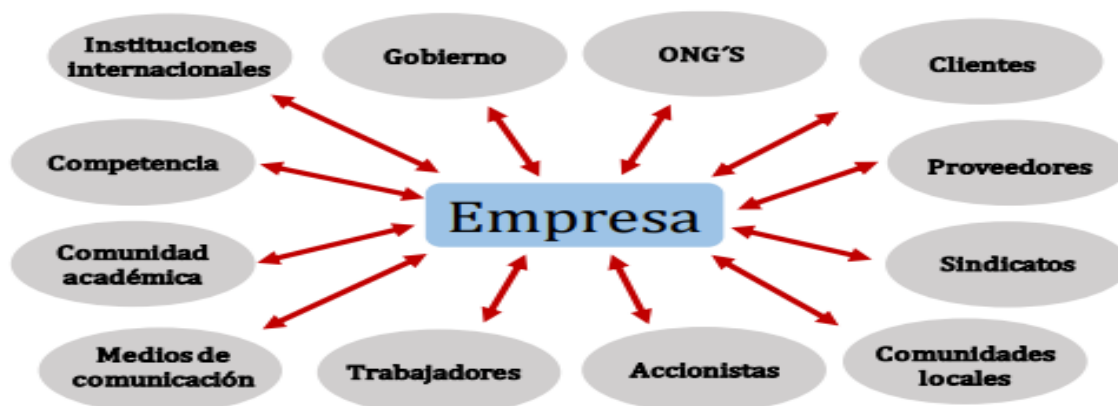 Instituciones
internacionales
Gobierno
ONG´S
Clientes
Competencia
Proveedores
Empresa
Comunidad
académica
Sindicatos
Medios de
comunicación
Trabajadores
Accionistas
Comunidades
locales